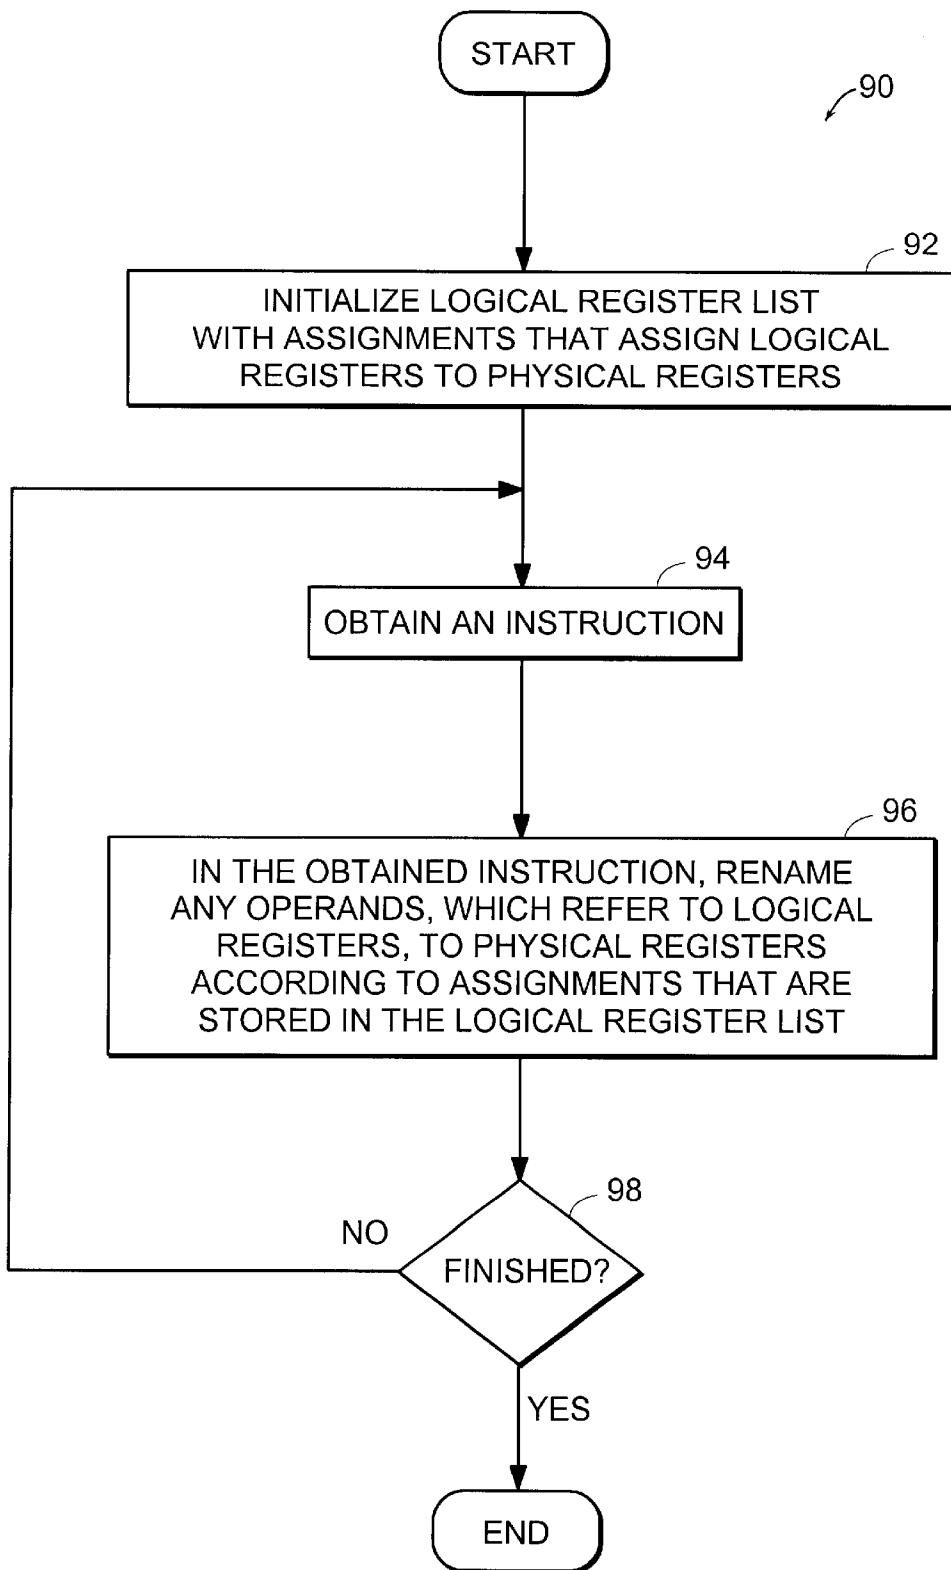 START
90
92
INITIALIZE LOGICAL REGISTER LIST
WITH ASSIGNMENTS THAT ASSIGN LOGICAL
REGISTERS TO PHYSICAL REGISTERS
94
OBTAIN AN INSTRUCTION
96
IN THE OBTAINED INSTRUCTION, RENAME
ANY OPERANDS, WHICH REFER TO LOGICAL
REGISTERS, TO PHYSICAL REGISTERS
ACCORDING TO ASSIGNMENTS THAT ARE
STORED IN THE LOGICAL REGISTER LIST
98
NO
FINISHED?
YES
END